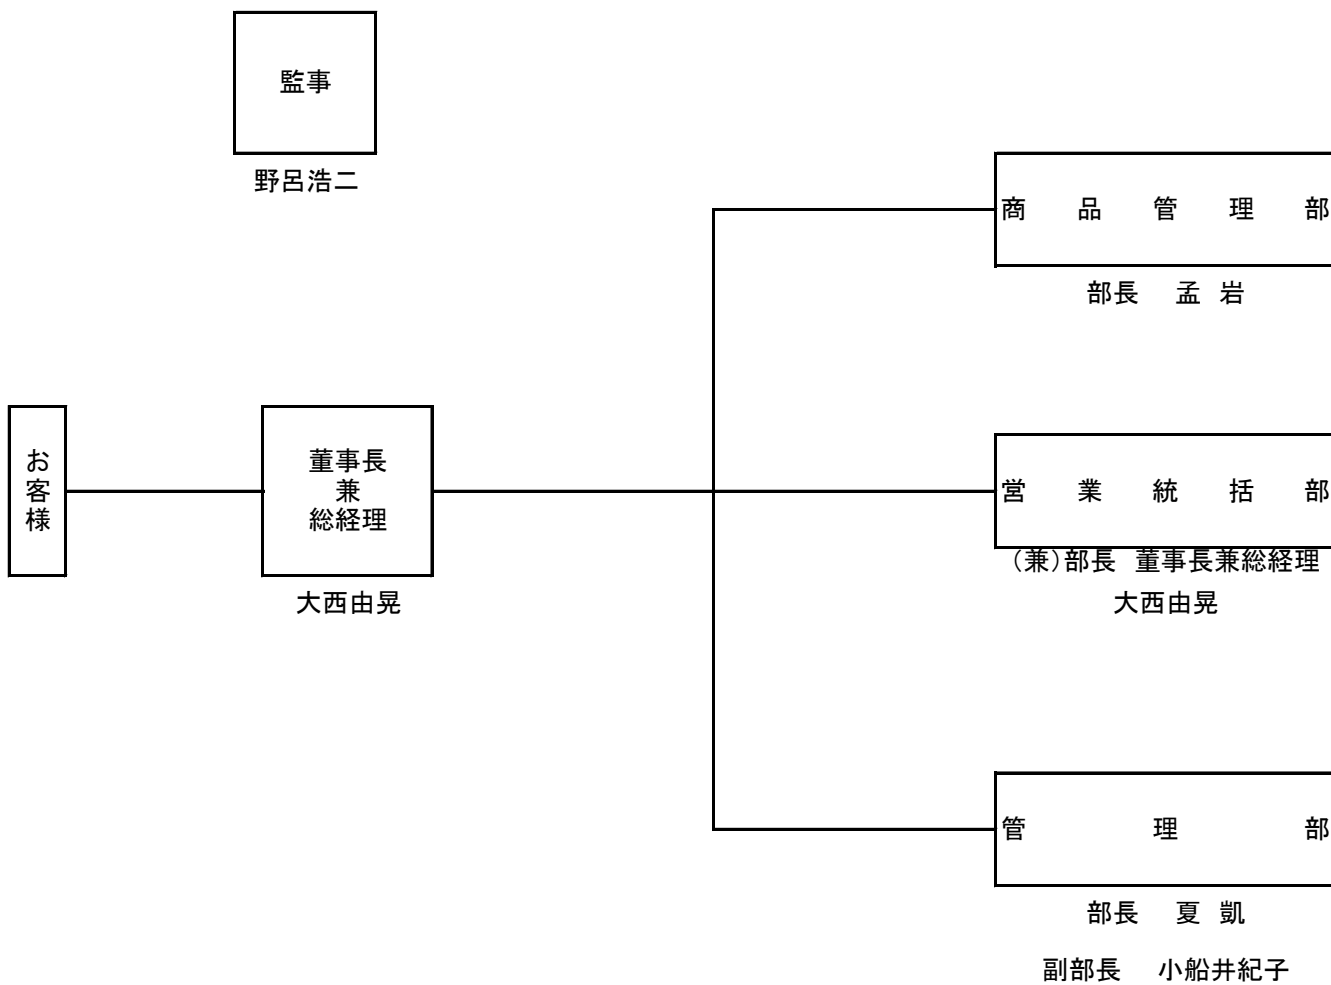 監事
野呂浩二
商品管理部
部長 孟 岩
お客様
董事長
兼
総経理
大西由晃
営業統括部
(兼)部長 董事長兼総経理
大西由晃
管理部
部長 夏 凱
副部長 小船井紀子